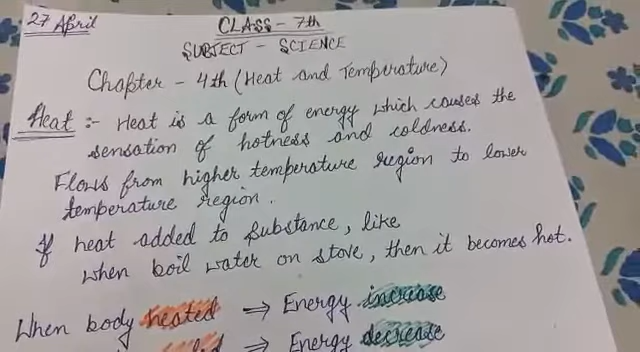 27 April
CLASS - 7th
SUBJECT - SCIENCE
Chapter - 4th (Heat and Temperature)
Heat :- Heat is a form of energy which causes the
sensation of hotness and coldness.
Flows from higher temperature region to lower
temperature region.
If heat added to substance, like
when boil water on stove, then it becomes hot.
When body heated ⇒ Energy increase
⇒ Energy decrease